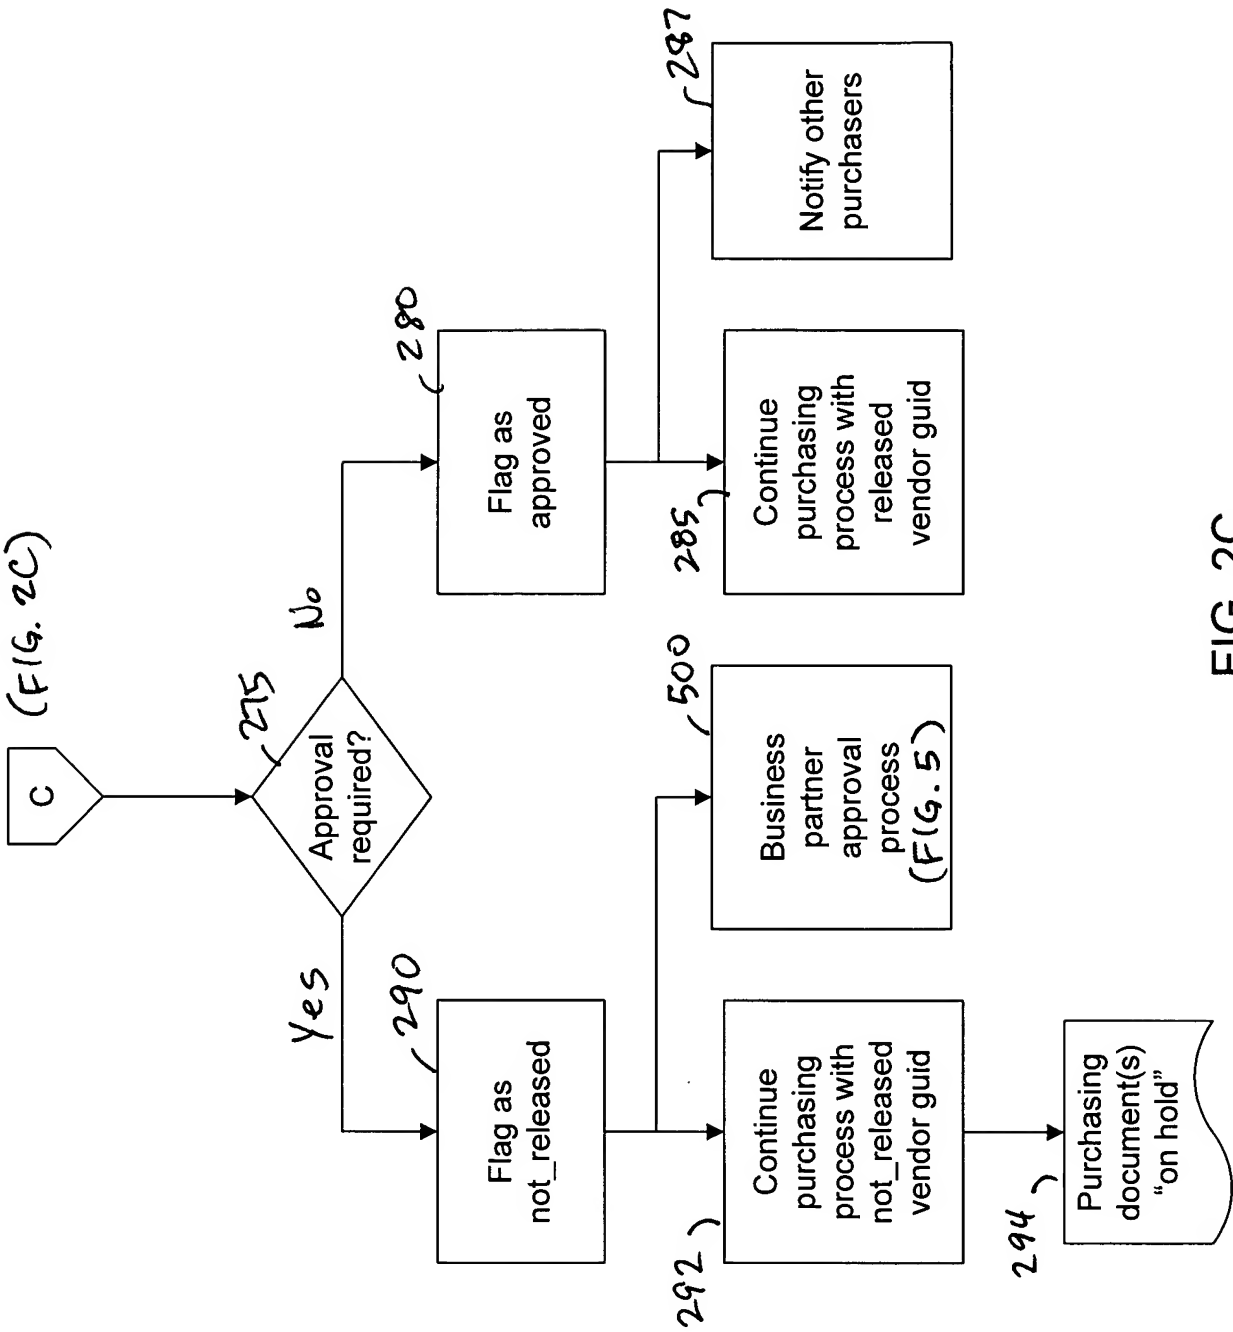 (FIG. 2C)
C
275
Approval
required?
Yes
No
290
Flag as
not_released
280
Flag as
approved
292
Continue
purchasing
process with
not_released
vendor guid
500
Business
partner
approval
process
(FIG. 5)
285
Continue
purchasing
process with
released
vendor guid
287
Notify other
purchasers
294
Purchasing
document(s)
“on hold”
FIG. 2C